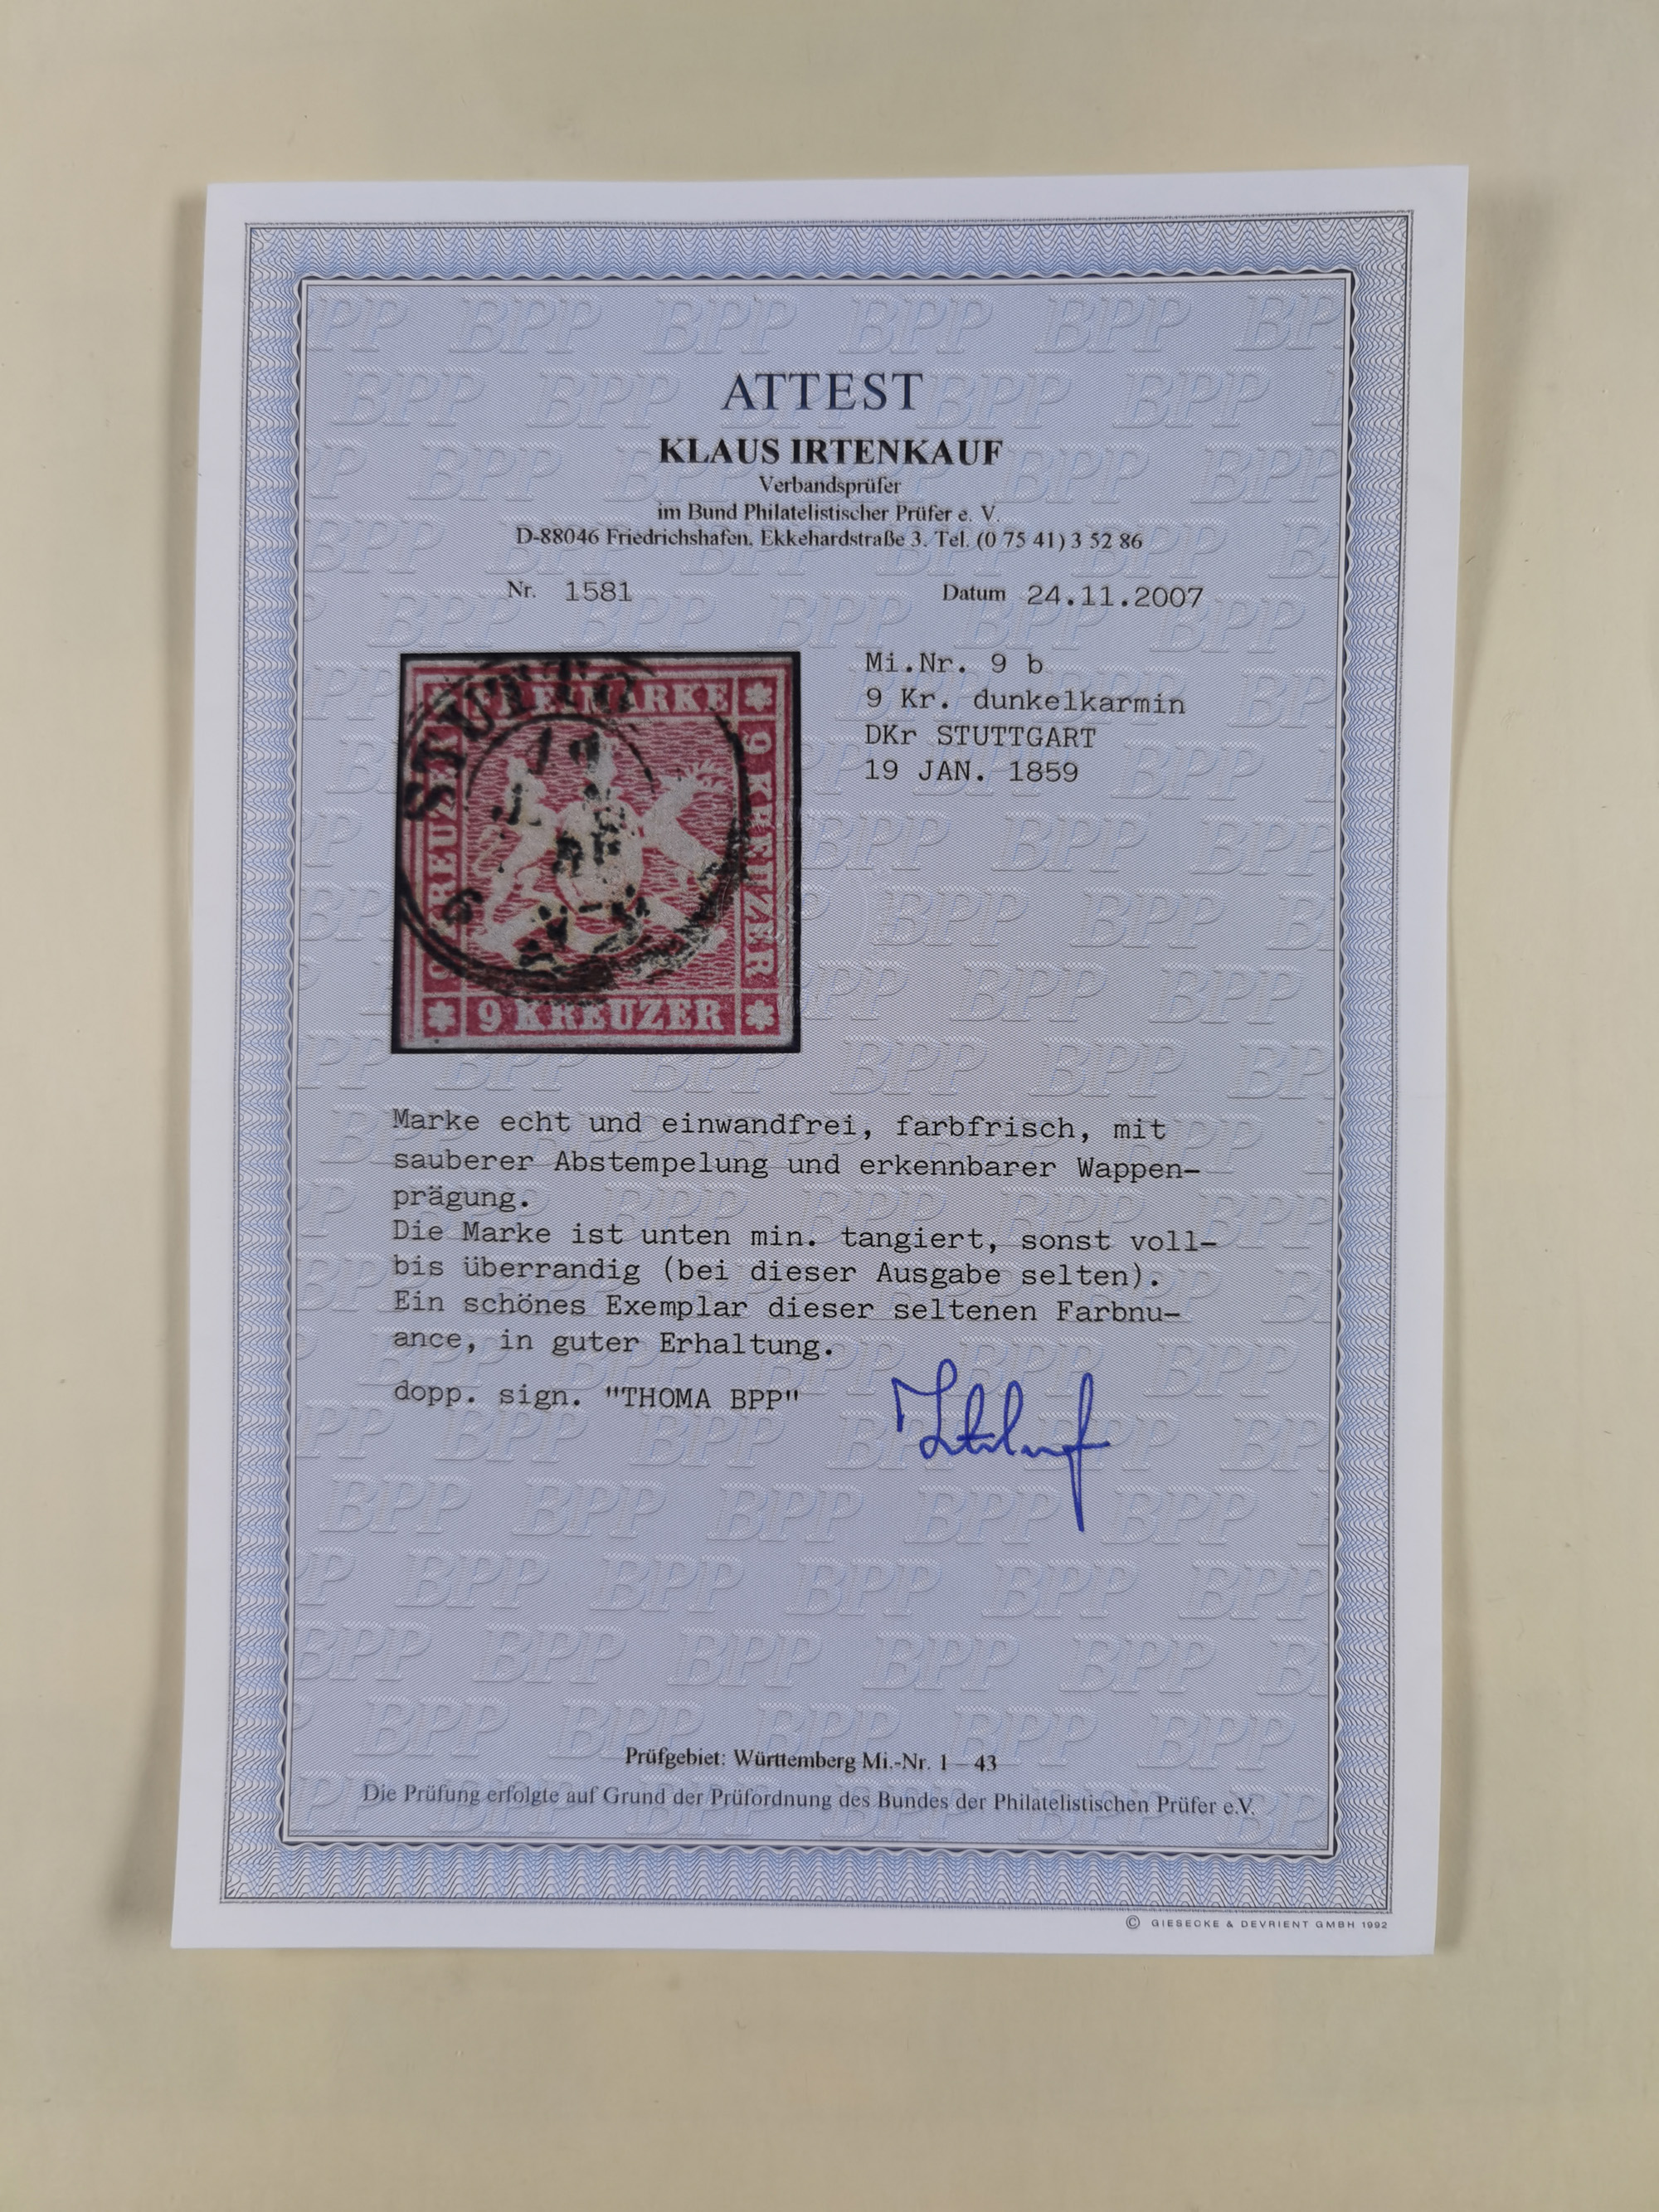 ATTEST
KLAUS IRTENKAUF
Verbandsprüfer
im Bund Philatelistischer Prüfer e. V.
D-88046 Friedrichshafen, Ekkehardstraße 3, Tel. (0 75 41) 3 52 86
Nr. 1581 Datum 24.11.2007
Mi.Nr. 9 b
9 Kr. dunkelkarmin
DKr STUTTGART
19 JAN. 1859
9 KREUZER
9 KREUZER
Marke echt und einwandfrei, farbfrisch, mit
sauberer Abstempelung und erkennbarer Wappen-
prägung.
Die Marke ist unten min. tangiert, sonst voll-
bis überrandig (bei dieser Ausgabe selten).
Ein schönes Exemplar dieser seltenen Farbnu-
ance, in guter Erhaltung.
dopp. sign. "THOMA BPP"
Prüfgebiet: Württemberg Mi.-Nr. 1 – 43
Die Prüfung erfolgte auf Grund der Prüfordnung des Bundes der Philatelistischen Prüfer e.V.
© GIESECKE & DEVRIENT GMBH 1992